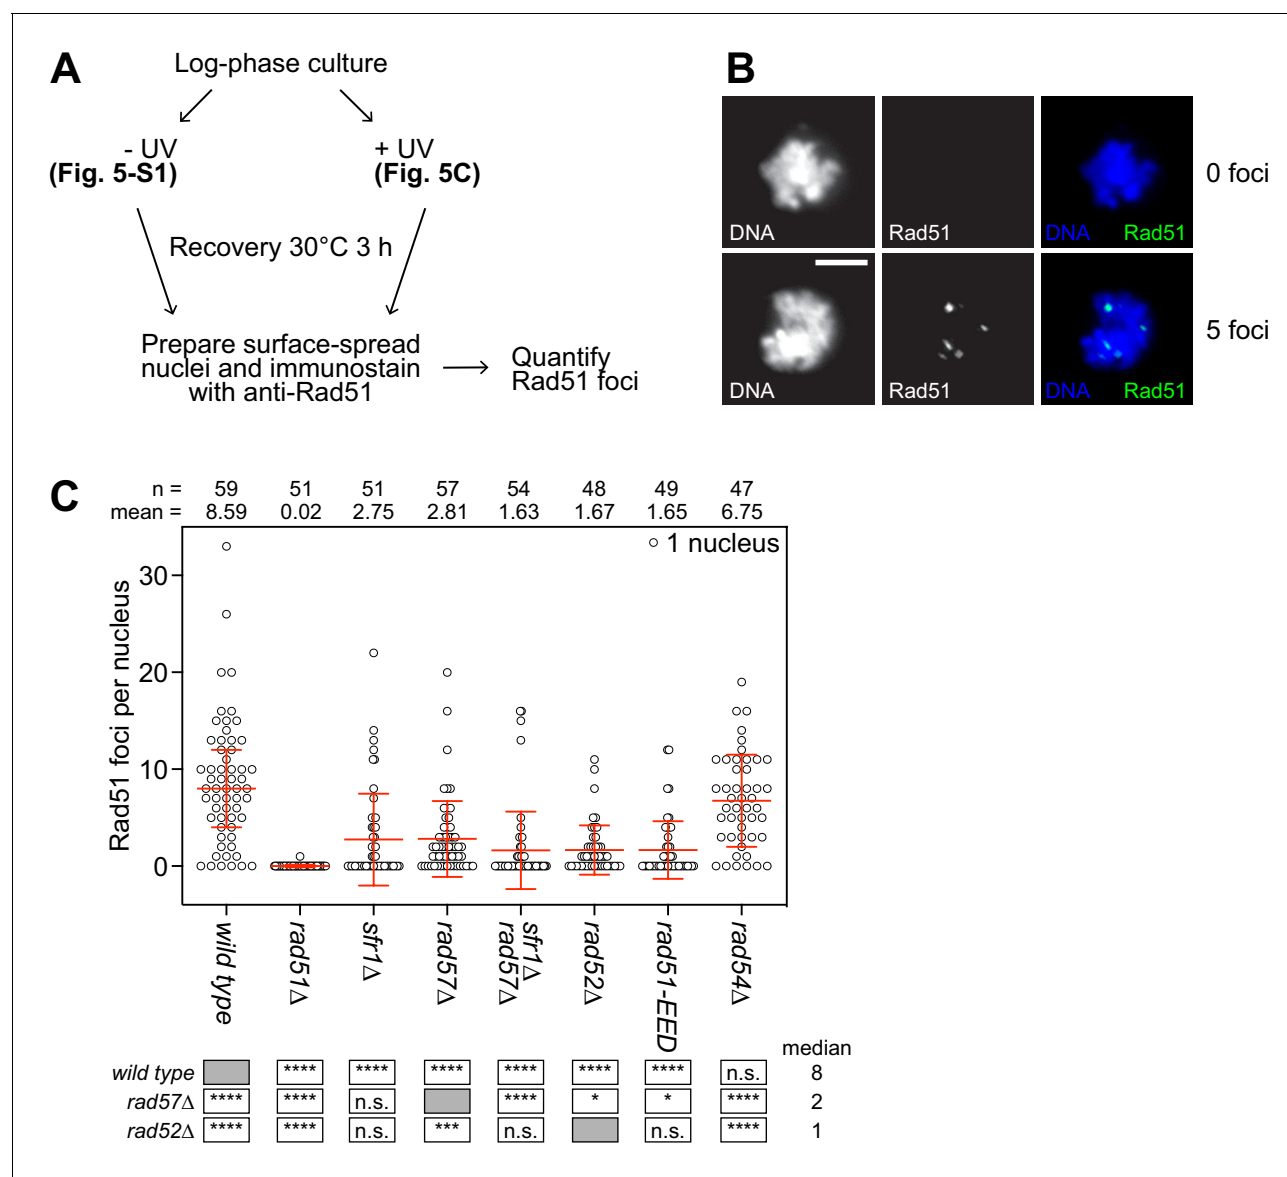 A
Log-phase culture
- UV
(Fig. 5-S1)
+ UV
(Fig. 5C)
Recovery 30°C 3 h
Prepare surface-spread
nuclei and immunostain
with anti-Rad51
Quantify
Rad51 foci
B
DNA
Rad51
DNA Rad51
0 foci
DNA
Rad51
DNA Rad51
5 foci
C
n = 59 51 51 57 54 48 49 47
mean = 8.59 0.02 2.75 2.81 1.63 1.67 1.65 6.75
1 nucleus
Rad51 foci per nucleus
30
20
10
0
wild type
rad51Δ
sfr1Δ
rad57Δ
sfr1Δ
rad57Δ
rad52Δ
rad51-EED
rad54Δ
median
wild type **** **** **** **** **** **** n.s. 8
rad57Δ **** **** n.s. **** * * **** 2
rad52Δ **** **** n.s. *** n.s. n.s. **** 1